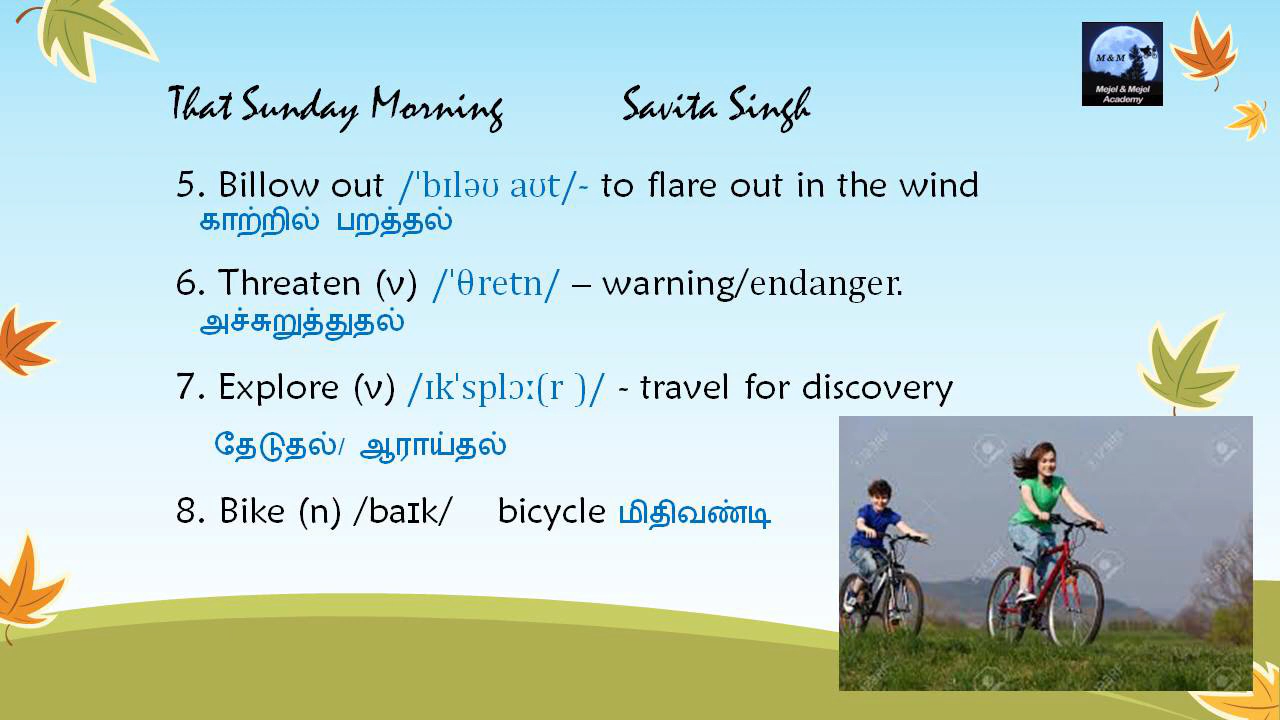 That Sunday Morning Savita Singh
M & M
Mejel & Mejel
Academy
5. Billow out /ˈbɪləʊ aʊt/- to flare out in the wind
காற்றில் பறத்தல்
6. Threaten (v) /ˈθretn/ – warning/endanger.
அச்சுறுத்துதல்
7. Explore (v) /ɪkˈsplɔː(r )/ - travel for discovery
தேடுதல்/ ஆராய்தல்
8. Bike (n) /baɪk/ bicycle மிதிவண்டி
123RF